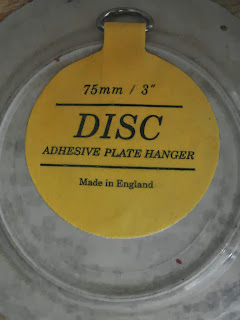 75mm / 3"
DISC
ADHESIVE PLATE HANGER
Made in England